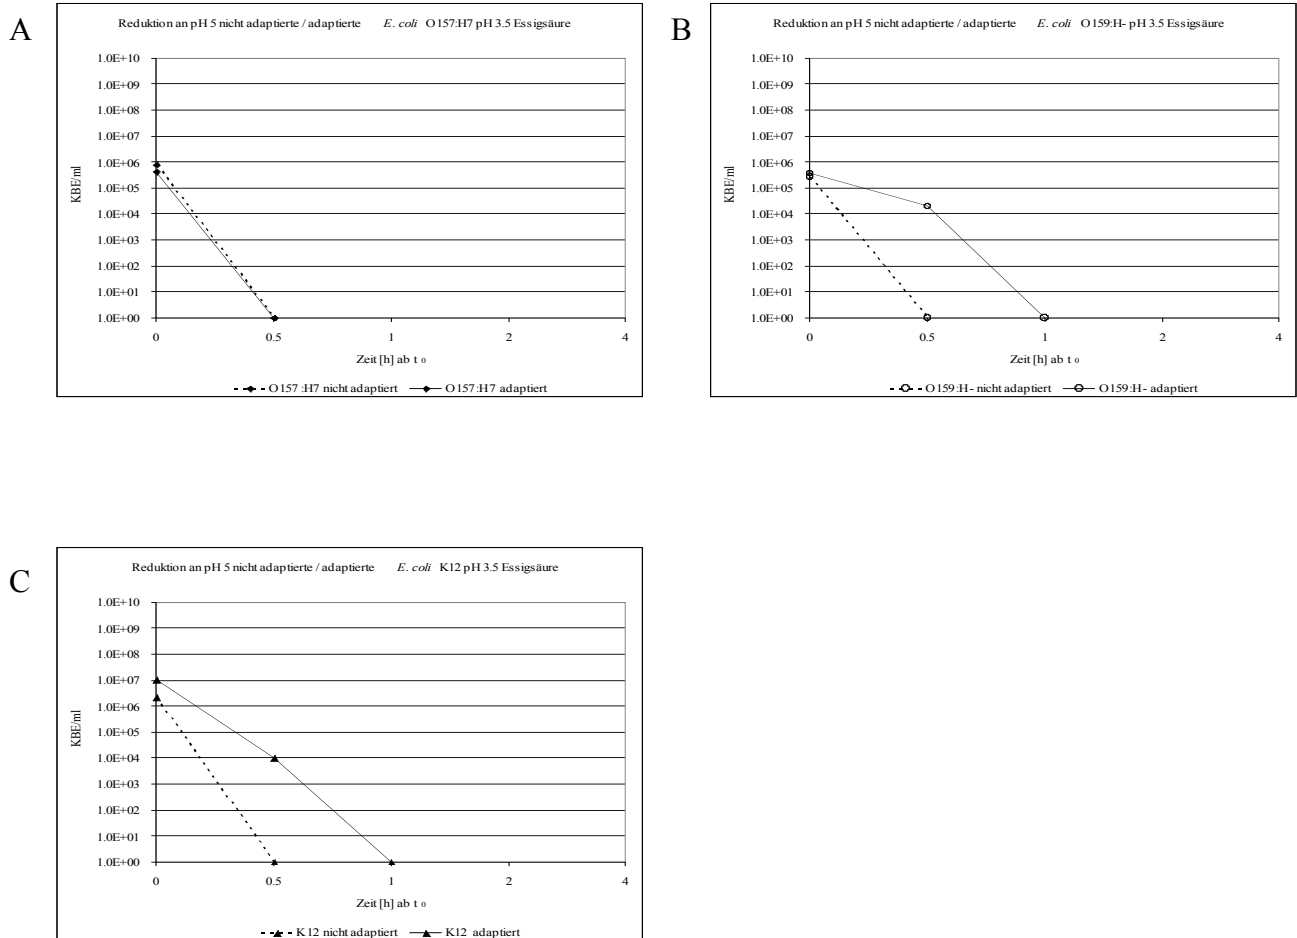 A
Reduktion an pH 5 nicht adaptierte / adaptierte E. coli O157:H7 pH 3.5 Essigsäure
1.0E+10
1.0E+09
1.0E+08
1.0E+07
1.0E+06
1.0E+05
1.0E+04
1.0E+03
1.0E+02
1.0E+01
1.0E+00
KBE/ml
0 0.5 1 2 4
Zeit [h] ab t 0
O157:H7 nicht adaptiert O157:H7 adaptiert
B
Reduktion an pH 5 nicht adaptierte / adaptierte E. coli O159:H- pH 3.5 Essigsäure
1.0E+10
1.0E+09
1.0E+08
1.0E+07
1.0E+06
1.0E+05
1.0E+04
1.0E+03
1.0E+02
1.0E+01
1.0E+00
KBE/ml
0 0.5 1 2 4
Zeit [h] ab t 0
O159:H- nicht adaptiert O159:H- adaptiert
C
Reduktion an pH 5 nicht adaptierte / adaptierte E. coli K12 pH 3.5 Essigsäure
1.0E+10
1.0E+09
1.0E+08
1.0E+07
1.0E+06
1.0E+05
1.0E+04
1.0E+03
1.0E+02
1.0E+01
1.0E+00
KBE/ml
0 0.5 1 2 4
Zeit [h] ab t 0
K12 nicht adaptiert K12 adaptiert